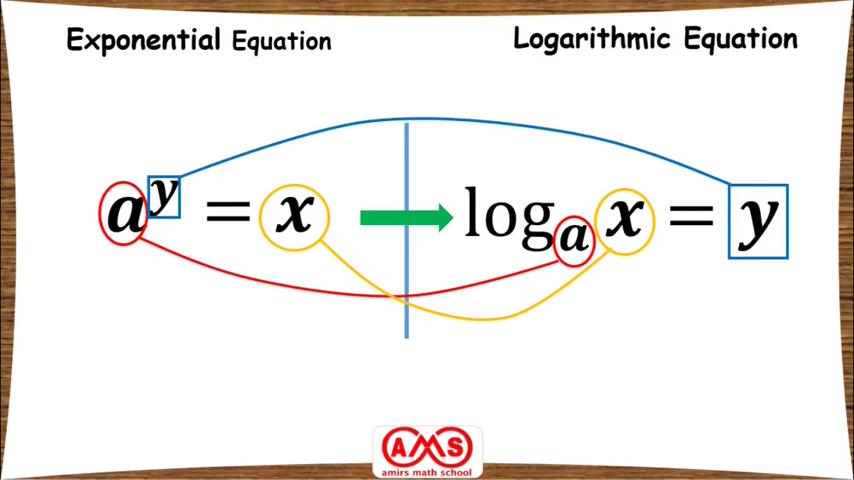 Exponential Equation
Logarithmic Equation
a^y = x
log_a x = y
AMS
amirs math school